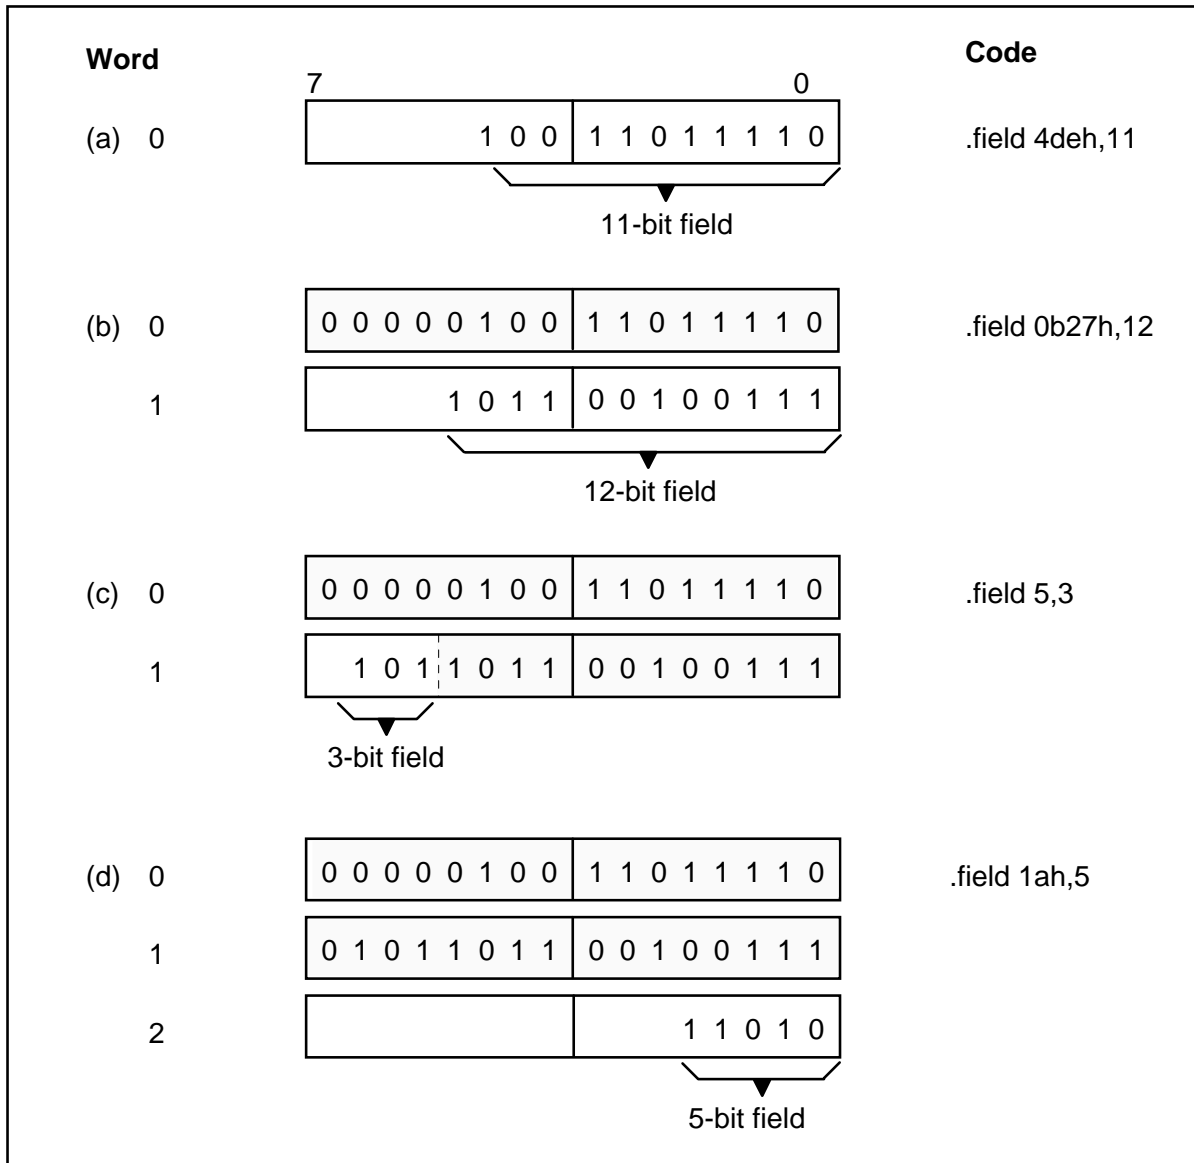 Word Code
7 0
(a) 0 1 0 0 1 1 0 1 1 1 1 0 .field 4deh,11
11-bit field
(b) 0 0 0 0 0 0 1 0 0 1 1 0 1 1 1 1 0 .field 0b27h,12
1 1 0 1 1 0 0 1 0 0 1 1 1
12-bit field
(c) 0 0 0 0 0 0 1 0 0 1 1 0 1 1 1 1 0 .field 5,3
1 1 0 1 1 0 1 1 0 0 1 0 0 1 1 1
3-bit field
(d) 0 0 0 0 0 0 1 0 0 1 1 0 1 1 1 1 0 .field 1ah,5
1 0 1 0 1 1 0 1 1 0 0 1 0 0 1 1 1
2 1 1 0 1 0
5-bit field